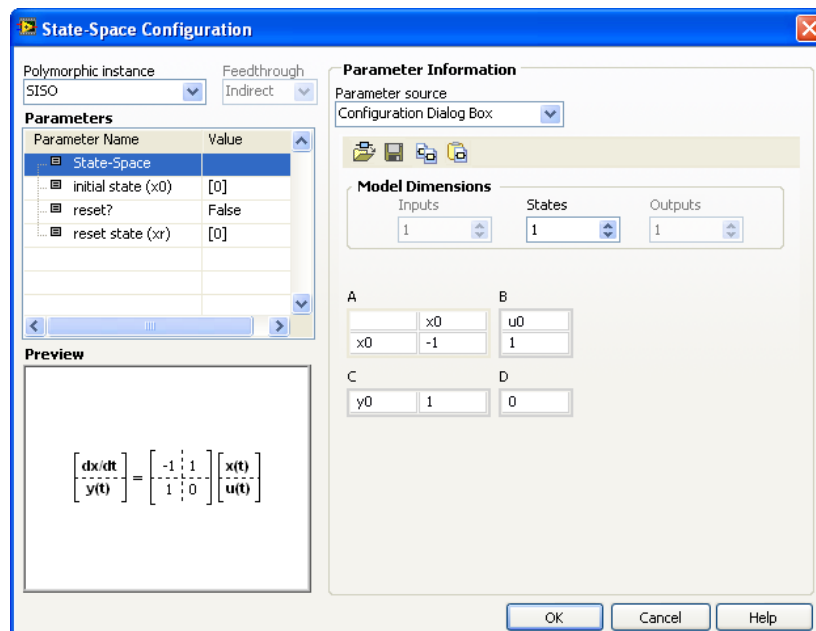 State-Space Configuration
Polymorphic instance
Feedthrough
SISO
Indirect
Parameters
Parameter Name Value
State-Space
initial state (x0) [0]
reset? False
reset state (xr) [0]
Preview
dx/dt = -1 1 x(t)
y(t) 1 0 u(t)
Parameter Information
Parameter source
Configuration Dialog Box
Model Dimensions
Inputs States Outputs
1 1 1
A B
x0 u0
x0 -1 1
C D
y0 1 0
OK Cancel Help